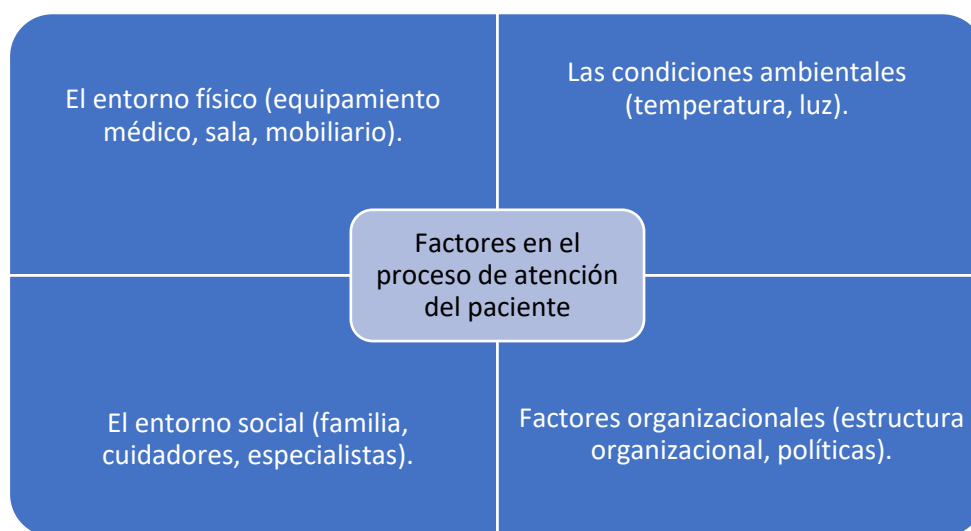 El entorno físico (equipamiento
médico, sala, mobiliario).
Las condiciones ambientales
(temperatura, luz).
Factores en el
proceso de atención
del paciente
El entorno social (familia,
cuidadores, especialistas).
Factores organizacionales (estructura
organizacional, políticas).